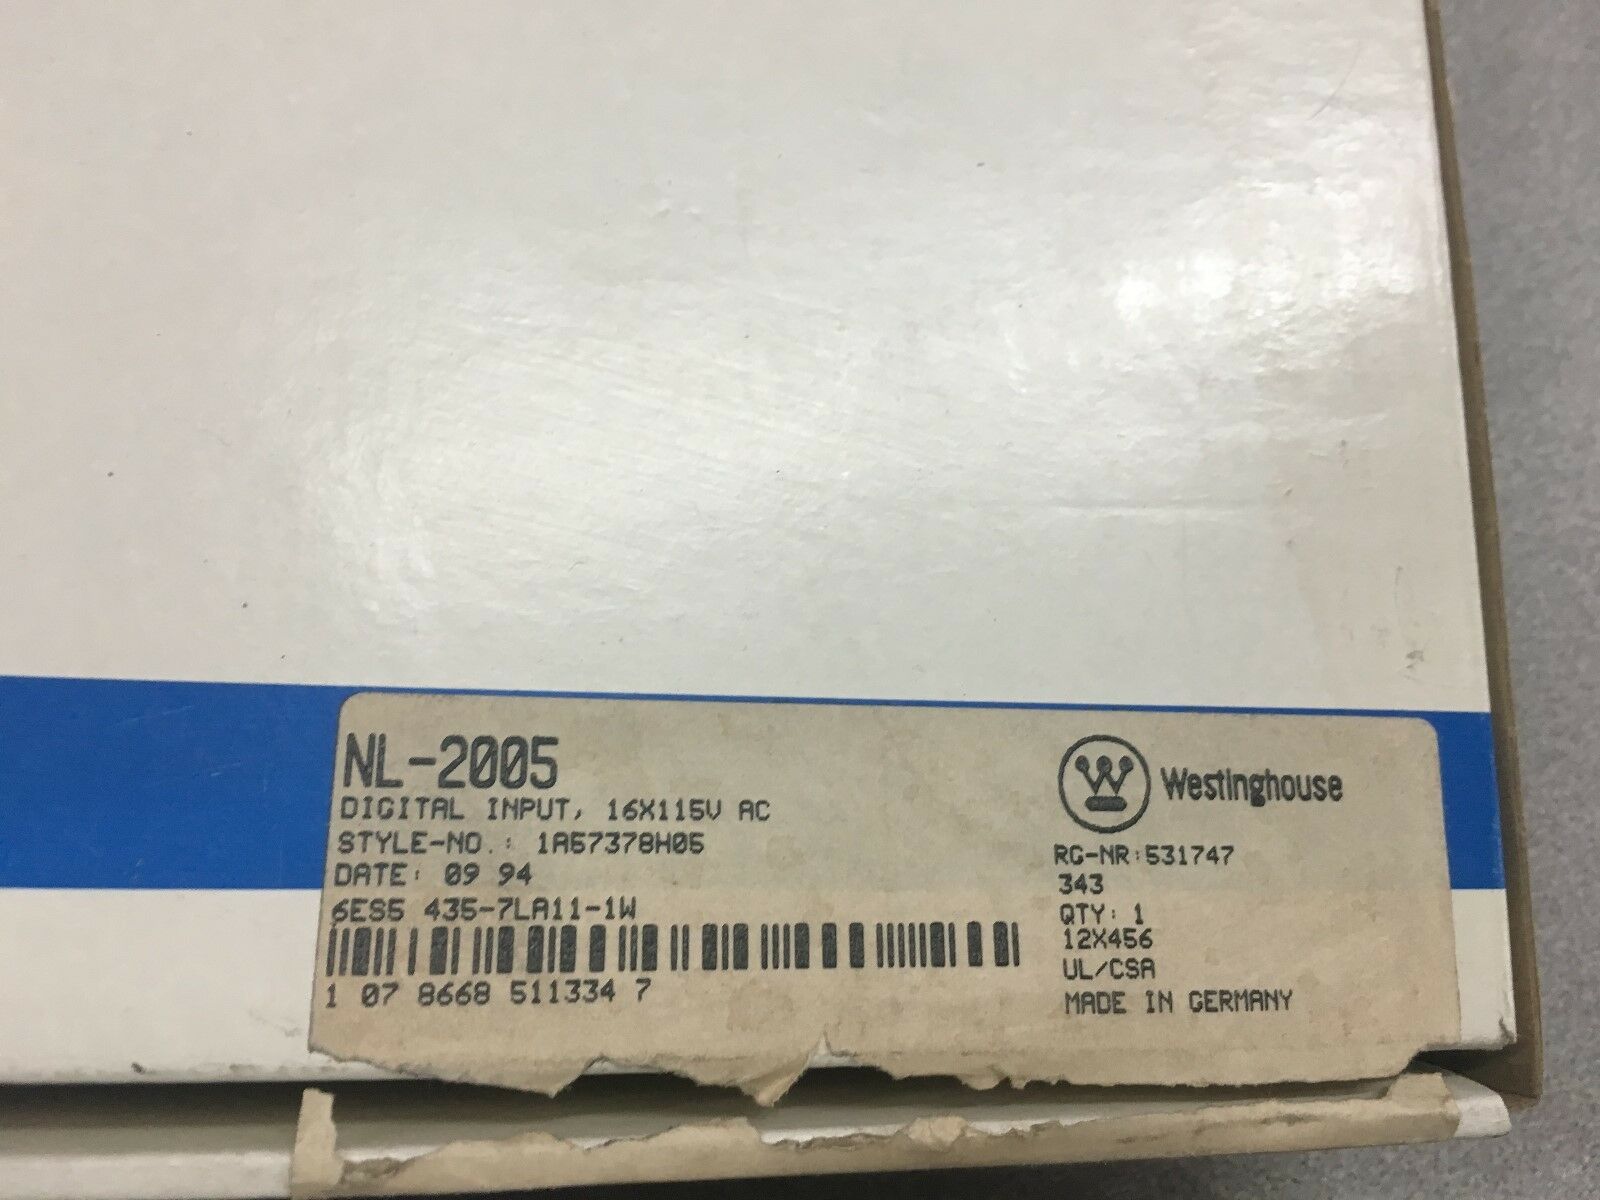 NL-2005
DIGITAL INPUT, 16X115V AC
STYLE-NO.: 1A57378H05
DATE: 09 94
6ES5 435-7LA11-1W
1 07 8668 511334 7
W Westinghouse
RG-NR:531747
343
QTY: 1
12X456
UL/CSA
MADE IN GERMANY